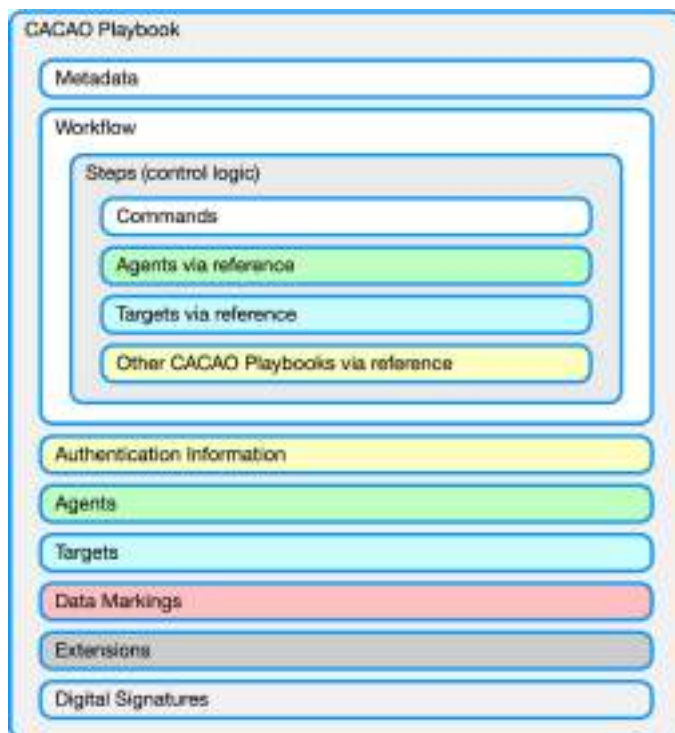 CACAO Playbook
Metadata
Workflow
Steps (control logic)
Commands
Agents via reference
Targets via reference
Other CACAO Playbooks via reference
Authentication Information
Agents
Targets
Data Markings
Extensions
Digital Signatures